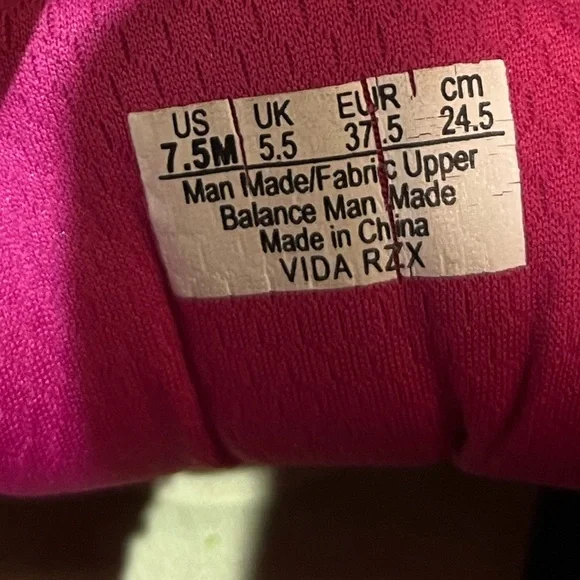 US UK EUR cm
7.5M 5.5 37.5 24.5
Man Made/Fabric Upper
Balance Man Made
Made in China
VIDA RZX